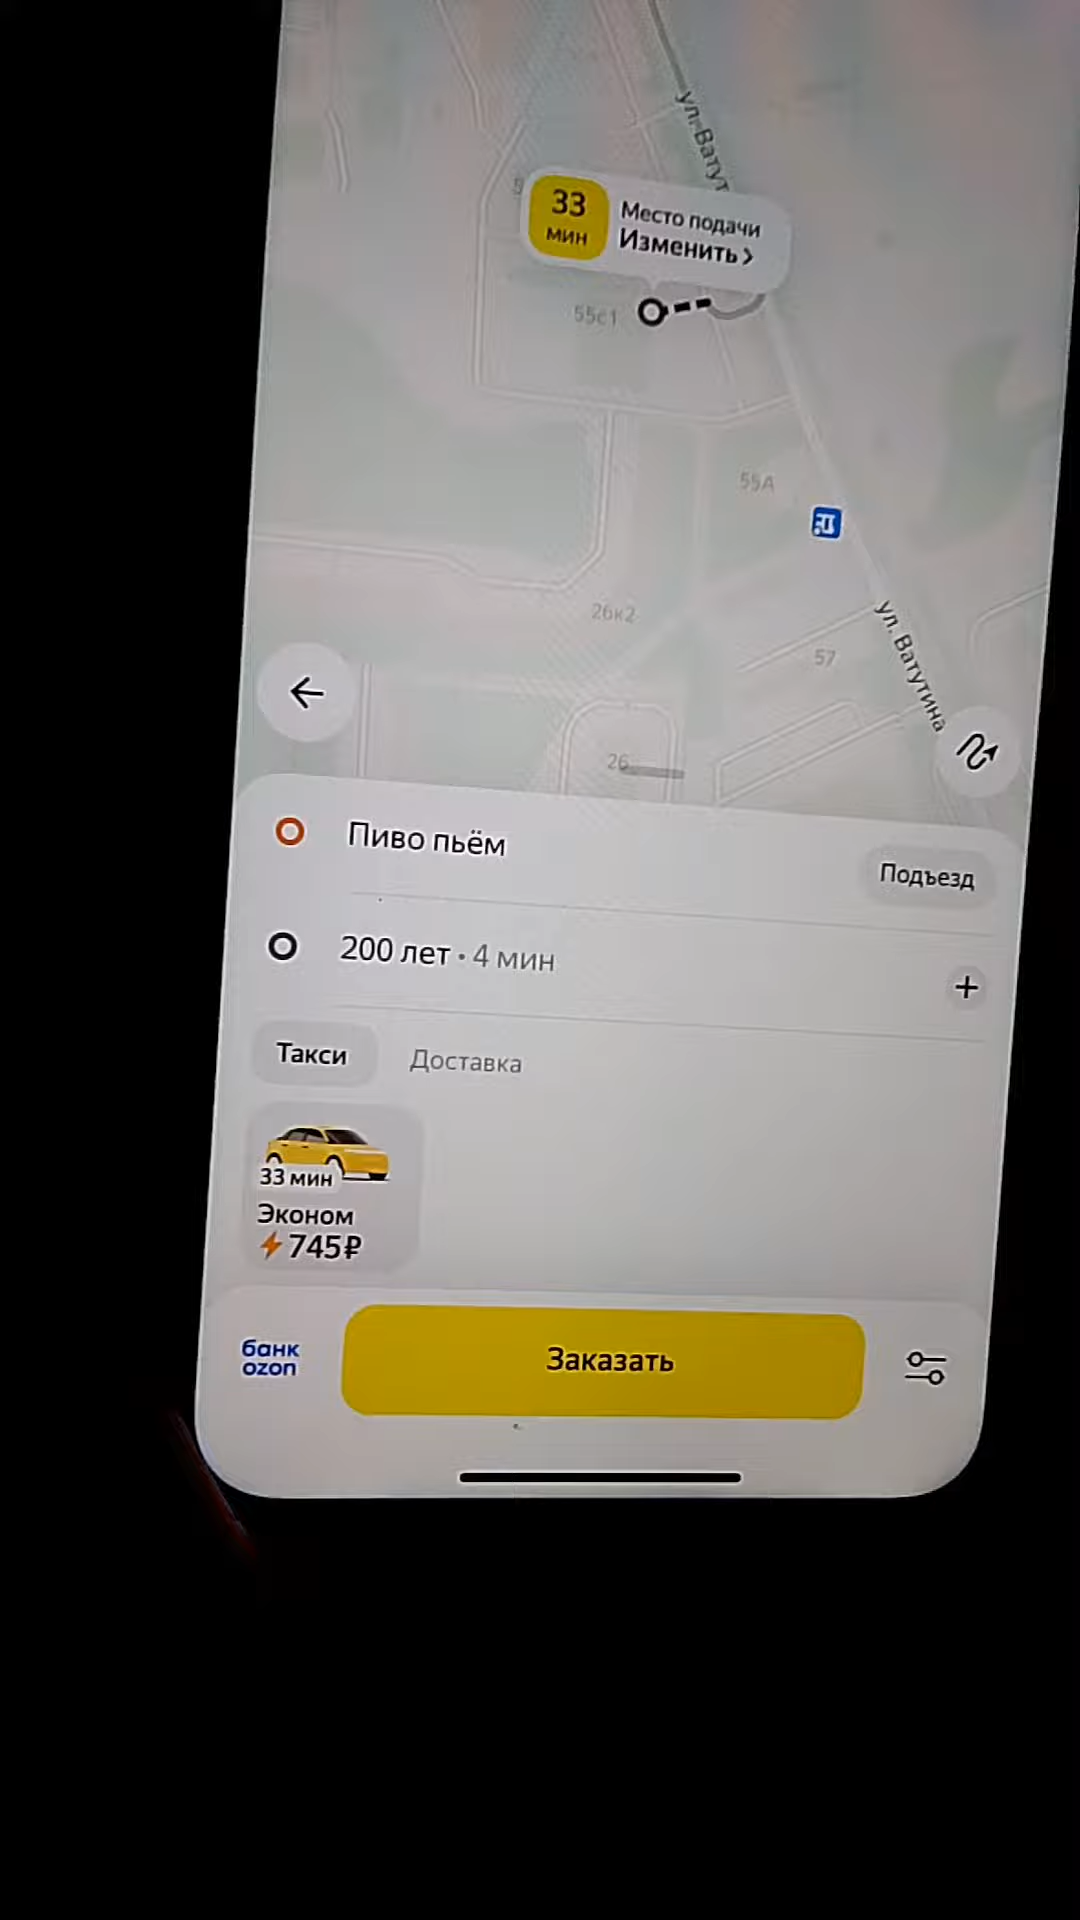 ул. Ватут
33
мин
Место подачи
Изменить >
55с1
55А
26к2
57
ул. Ватутина
26
Пиво пьём
Подъезд
200 лет • 4 мин
+
Такси
Доставка
33 мин
Эконом
745₽
банк
ozon
Заказать